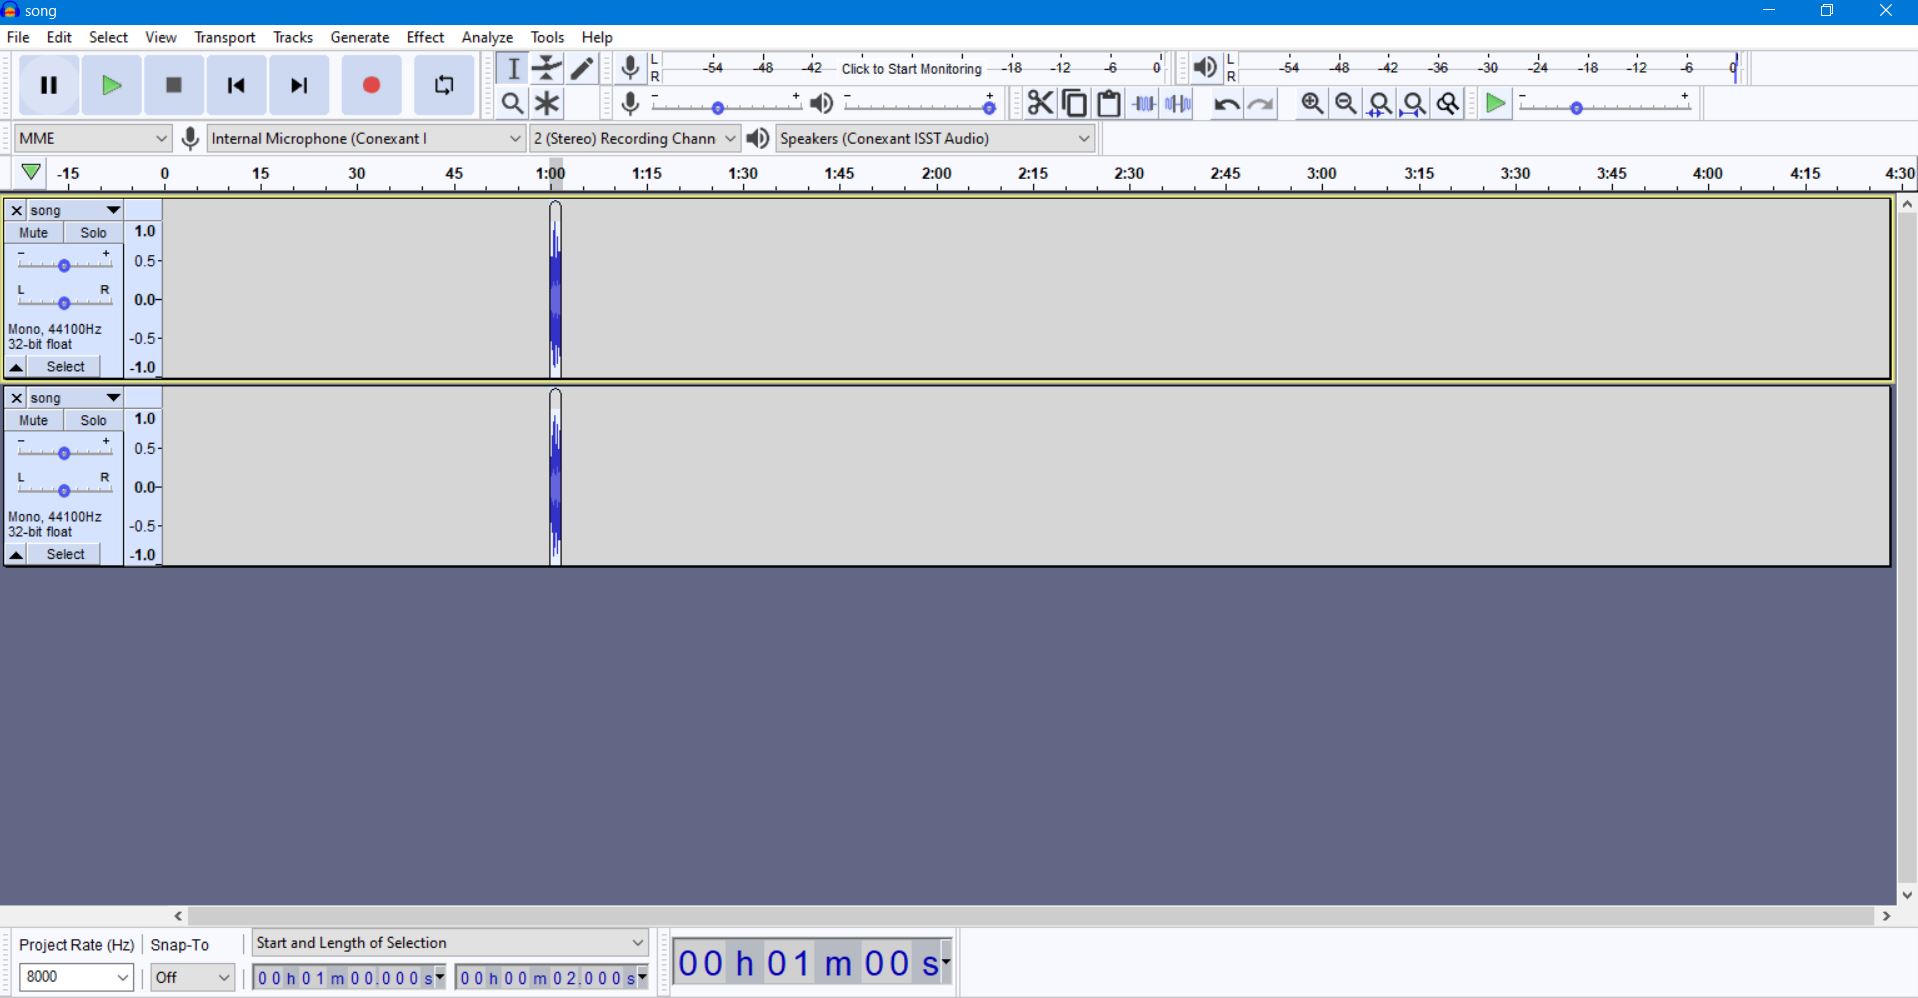 song
File Edit Select View Transport Tracks Generate Effect Analyze Tools Help
L R -54 -48 -42 Click to Start Monitoring -18 -12 -6 0 L R -54 -48 -42 -36 -30 -24 -18 -12 -6 0
- + - + - +
MME Internal Microphone (Conexant I 2 (Stereo) Recording Chann Speakers (Conexant ISST Audio)
-15 0 15 30 45 1:00 1:15 1:30 1:45 2:00 2:15 2:30 2:45 3:00 3:15 3:30 3:45 4:00 4:15 4:30
song
Mute Solo
- +
L R
Mono, 44100Hz
32-bit float
Select
1.0
0.5-
0.0-
-0.5-
-1.0
song
Mute Solo
- +
L R
Mono, 44100Hz
32-bit float
Select
1.0
0.5-
0.0-
-0.5-
-1.0
Project Rate (Hz) Snap-To Start and Length of Selection
8000 Off 00 h 01 m 00.000 s 00 h 00 m 02.000 s 00 h 01 m 00 s